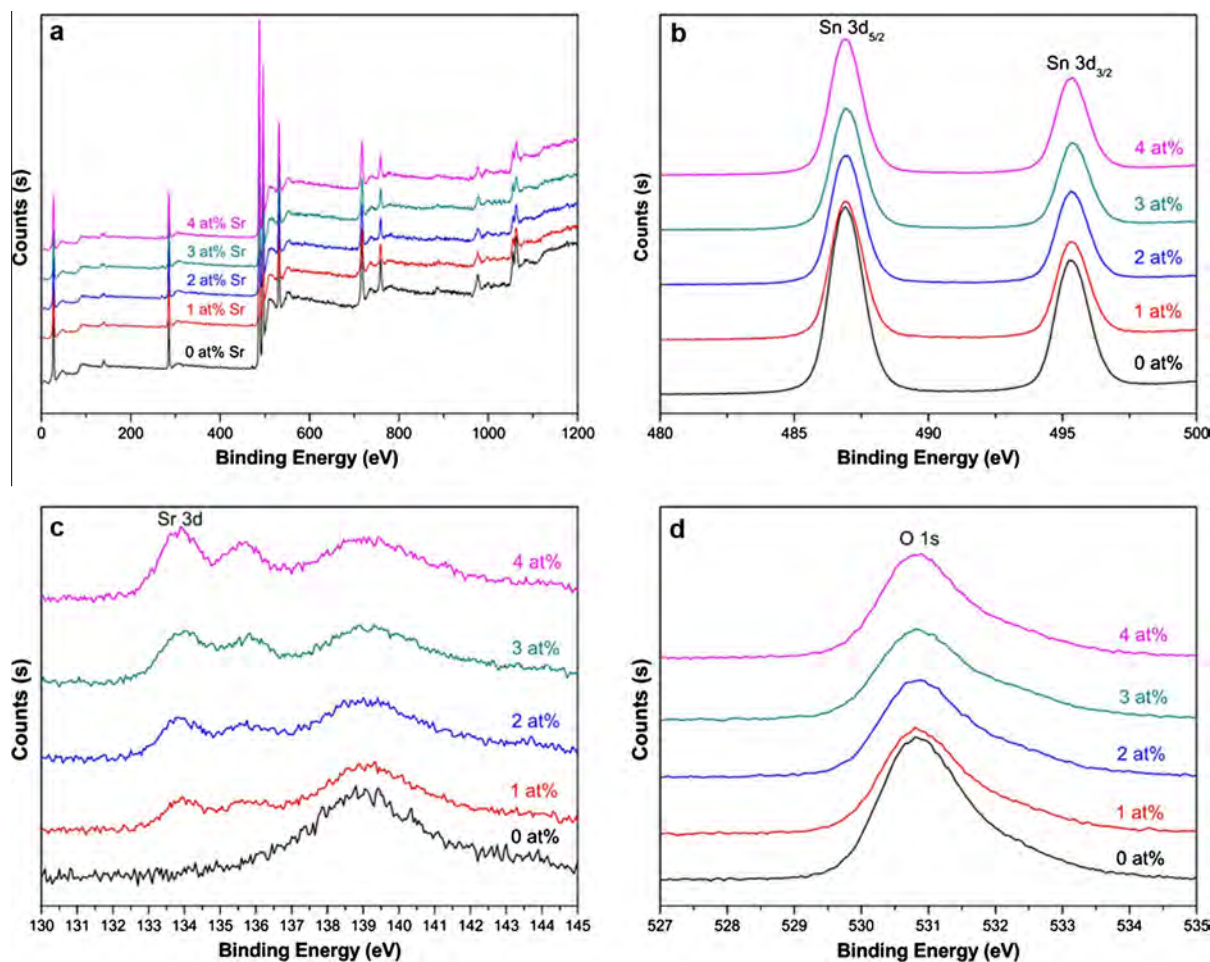 a
4 at% Sr
3 at% Sr
2 at% Sr
1 at% Sr
0 at% Sr
Counts (s)
0 200 400 600 800 1000 1200
Binding Energy (eV)
b
Sn 3d5/2
Sn 3d3/2
4 at%
3 at%
2 at%
1 at%
0 at%
Counts (s)
480 485 490 495 500
Binding Energy (eV)
c
Sr 3d
4 at%
3 at%
2 at%
1 at%
0 at%
Counts (s)
130 131 132 133 134 135 136 137 138 139 140 141 142 143 144 145
Binding Energy (eV)
d
O 1s
4 at%
3 at%
2 at%
1 at%
0 at%
Counts (s)
527 528 529 530 531 532 533 534 535
Binding Energy (eV)